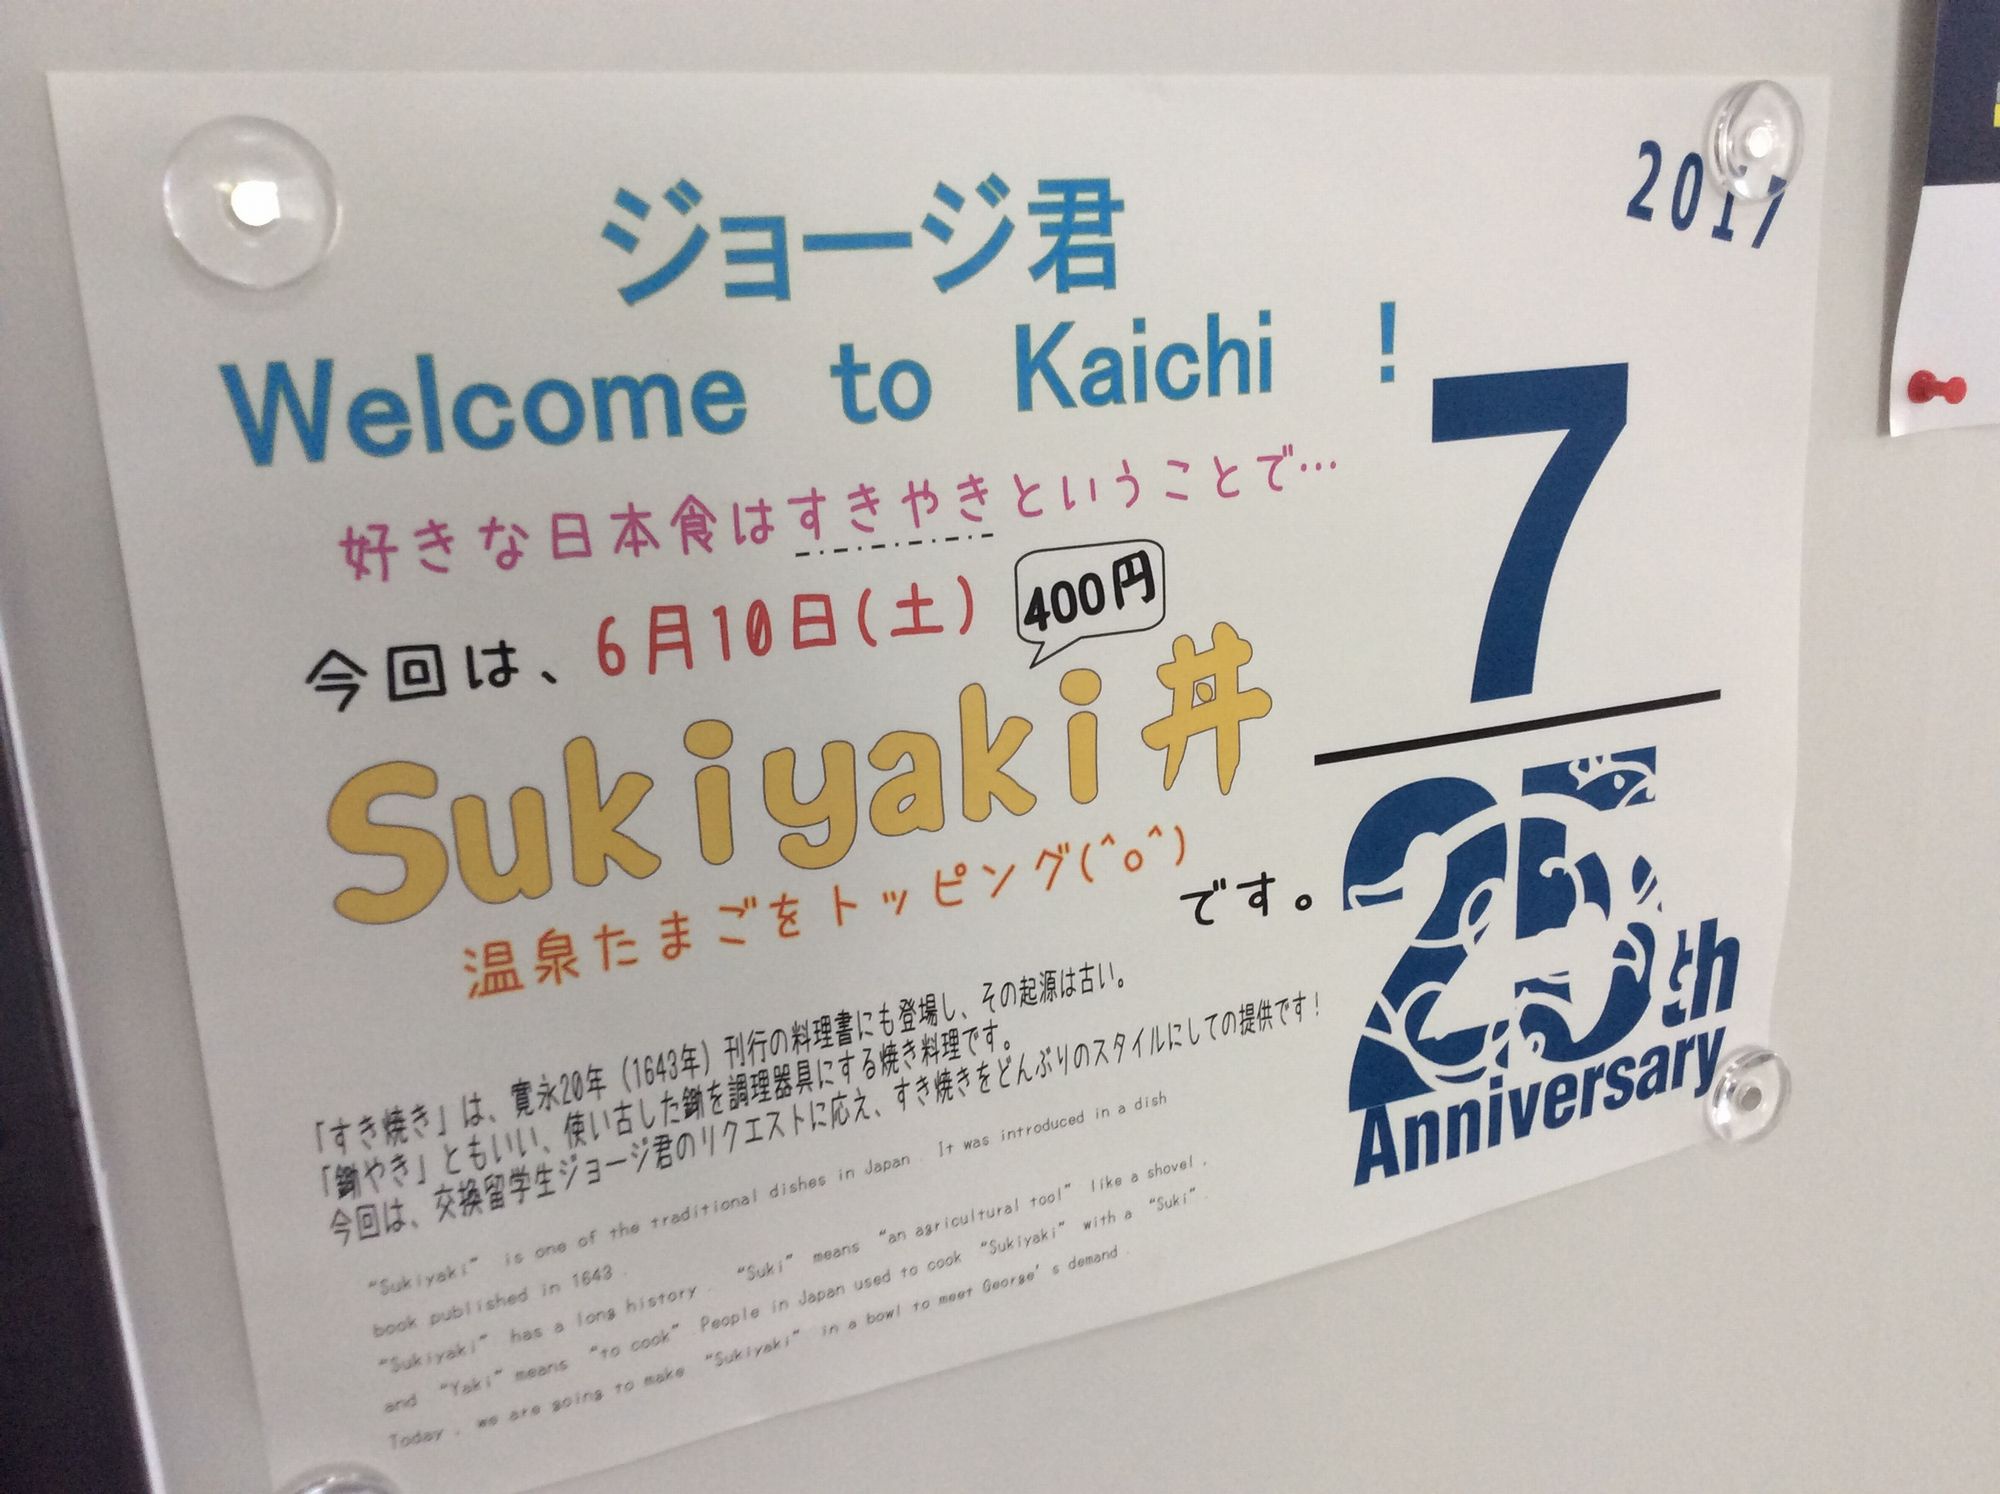 2017
ジョージ君
Welcome to Kaichi !
好きな日本食はすきやきということで…
今回は、6月10日(土)
400円
Sukiyaki丼
温泉たまごをトッピング(^o^)
です。
7
25th
Anniversary
「すき焼き」は、寛永20年（1643年）刊行の料理書にも登場し、その起源は古い。
「鋤やき」ともいい、使い古した鋤を調理器具にする焼き料理です。
今回は、交換留学生ジョージ君のリクエストに応え、すき焼きをどんぶりのスタイルにしての提供です！
“Sukiyaki” is one of the traditional dishes in Japan. It was introduced in a dish
book published in 1643.
“Sukiyaki” has a long history. “Suki” means “an agricultural tool” like a shovel,
and “Yaki” means “to cook”. People in Japan used to cook “Sukiyaki” with a “Suki”.
Today, we are going to make “Sukiyaki” in a bowl to meet George’s demand.